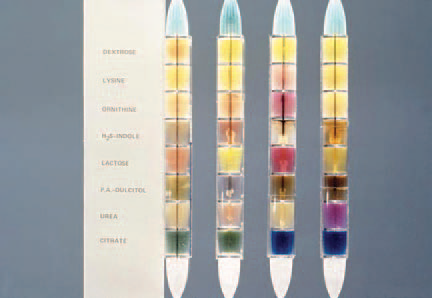 DEXTROSE
LYSINE
ORNITHINE
H₂S-INDOLE
LACTOSE
P.A.-DULCITOL
UREA
CITRATE